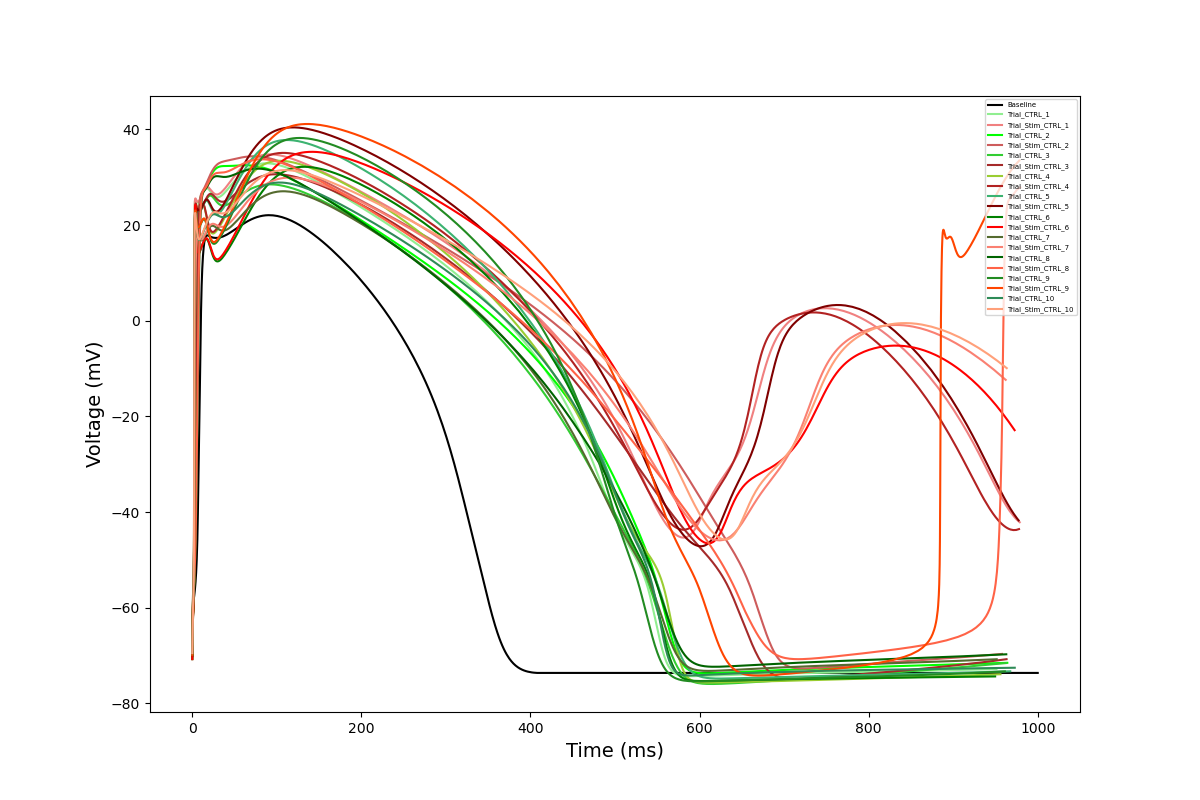 Baseline
Trial_CTRL_1
Trial_Stim_CTRL_1
Trial_CTRL_2
Trial_Stim_CTRL_2
Trial_CTRL_3
Trial_Stim_CTRL_3
Trial_CTRL_4
Trial_Stim_CTRL_4
Trial_CTRL_5
Trial_Stim_CTRL_5
Trial_CTRL_6
Trial_Stim_CTRL_6
Trial_CTRL_7
Trial_Stim_CTRL_7
Trial_CTRL_8
Trial_Stim_CTRL_8
Trial_CTRL_9
Trial_Stim_CTRL_9
Trial_CTRL_10
Trial_Stim_CTRL_10
40
20
0
−20
−40
−60
−80
Voltage (mV)
0 200 400 600 800 1000
Time (ms)